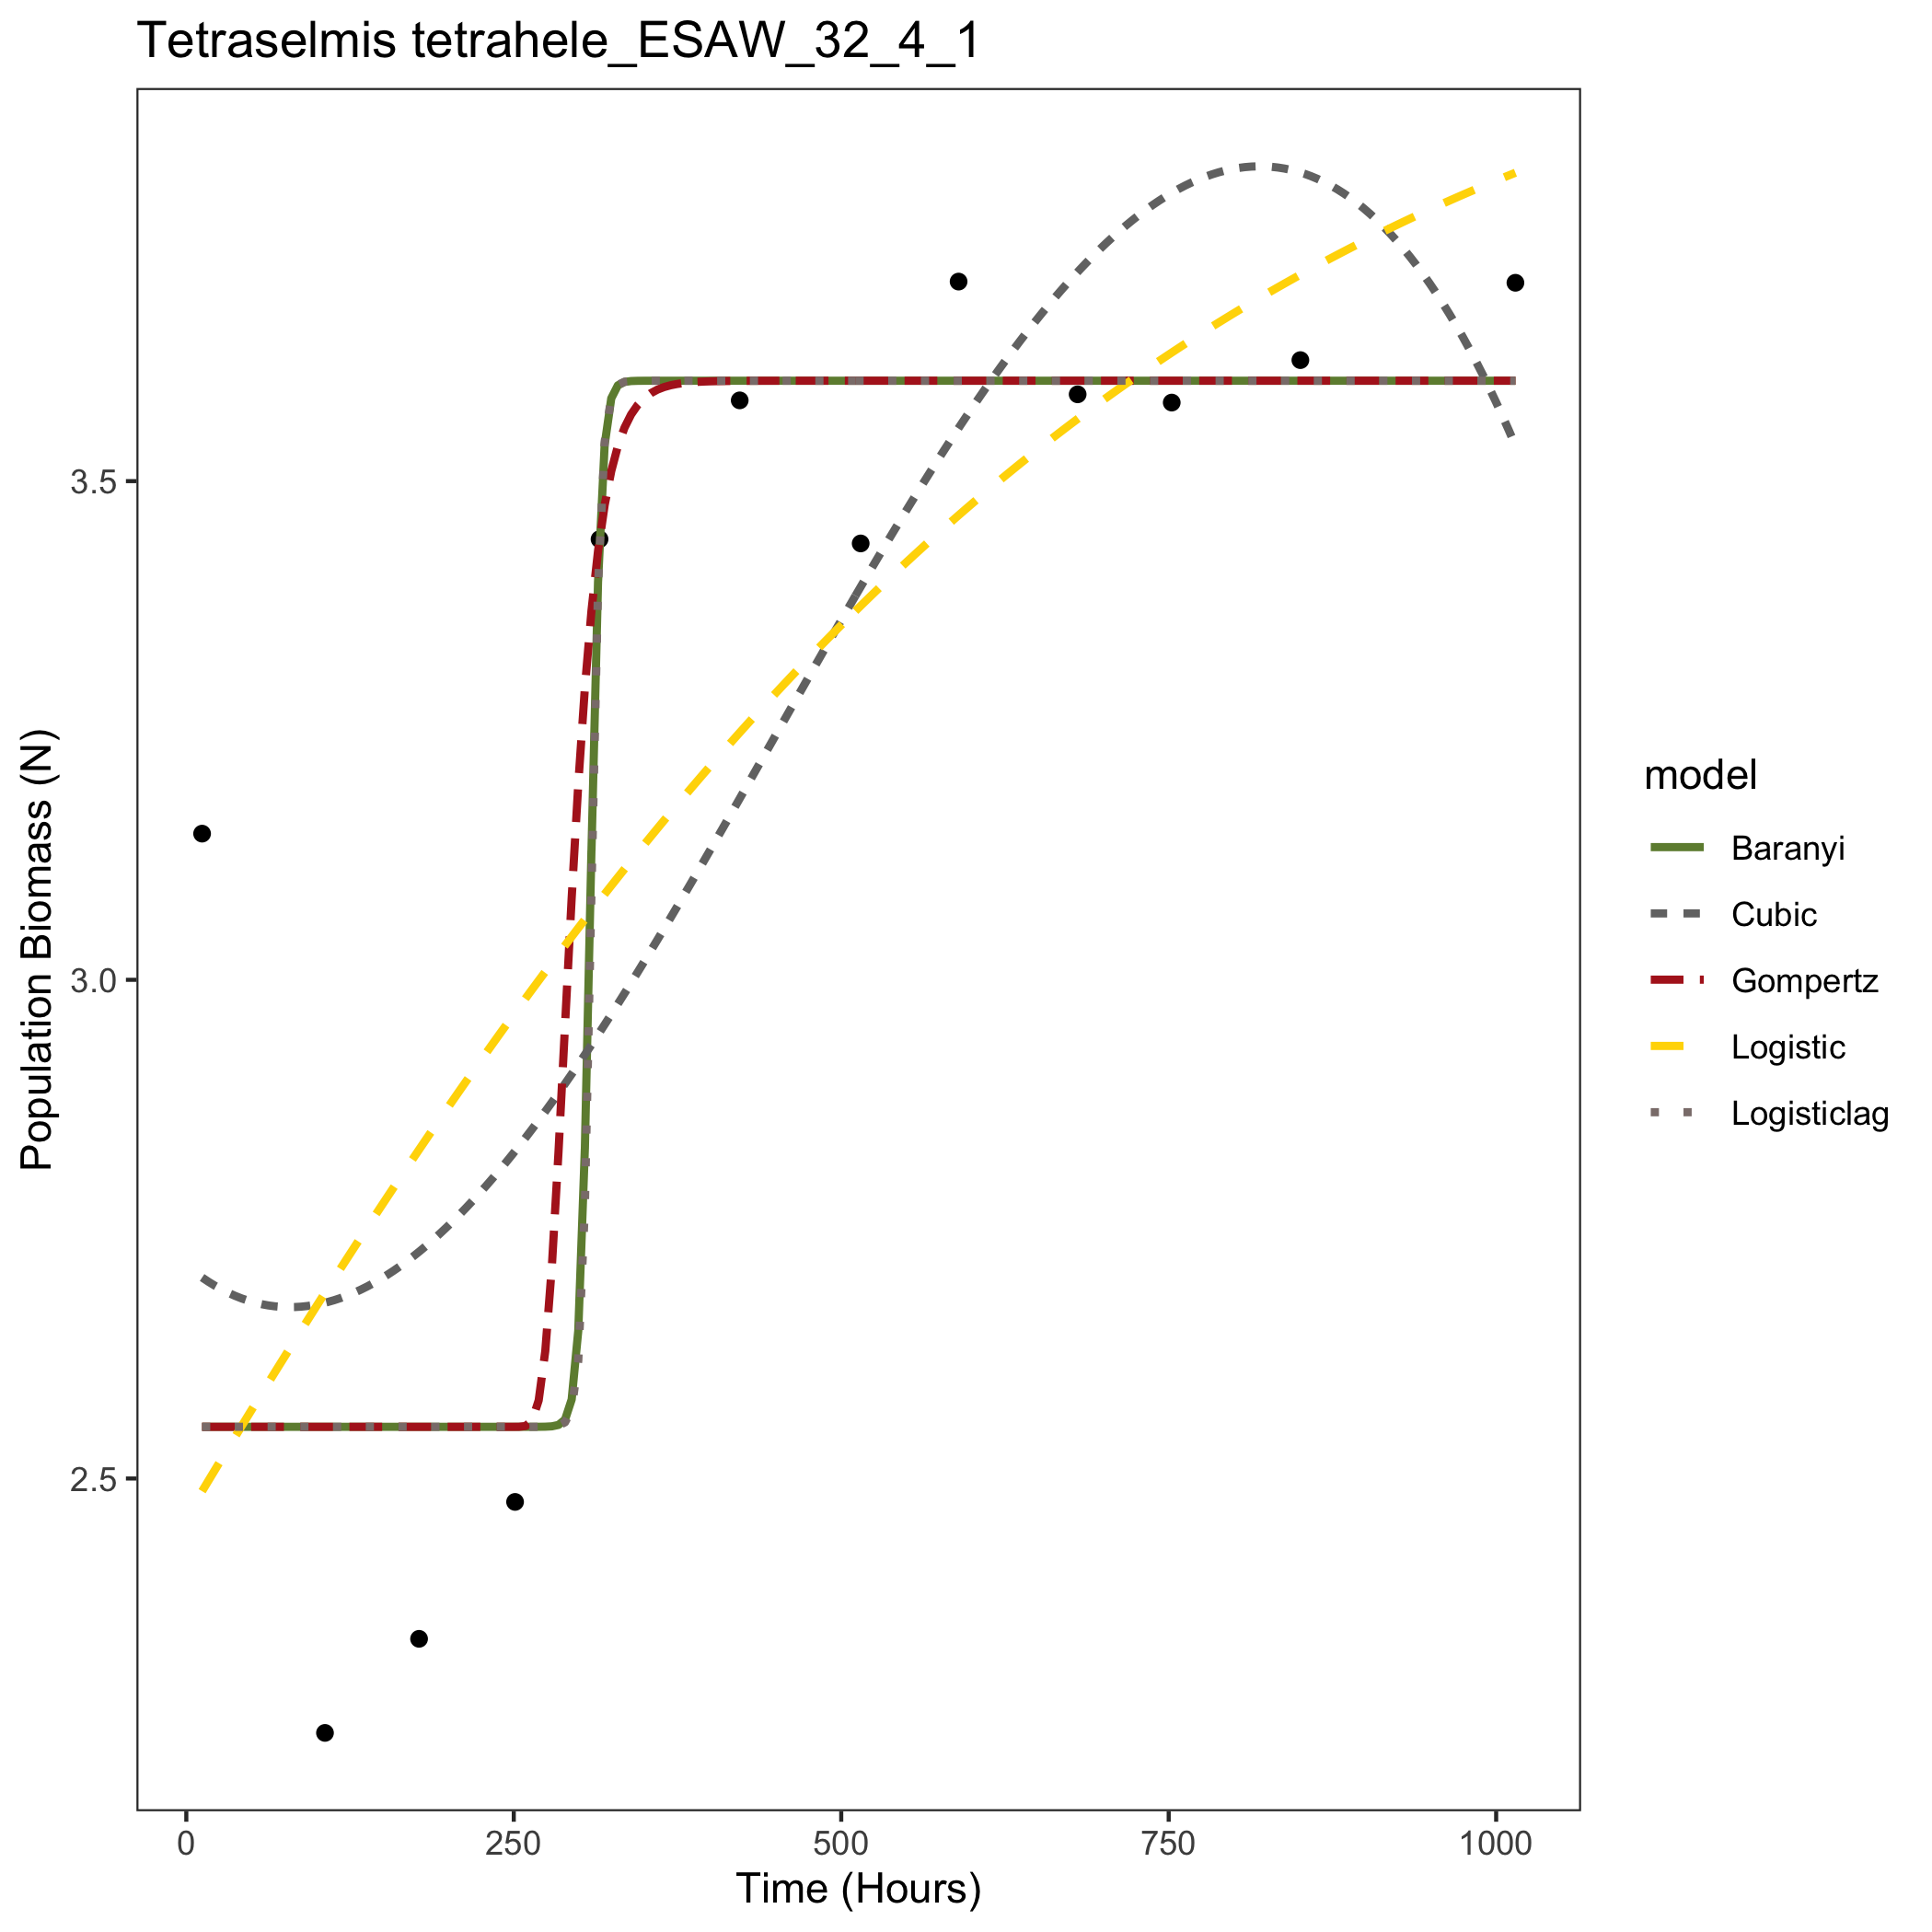 Tetraselmis tetrahele_ESAW_32_4_1
Population Biomass (N)
3.5
3.0
2.5
0
250
500
750
1000
Time (Hours)
model
Baranyi
Cubic
Gompertz
Logistic
Logisticlag